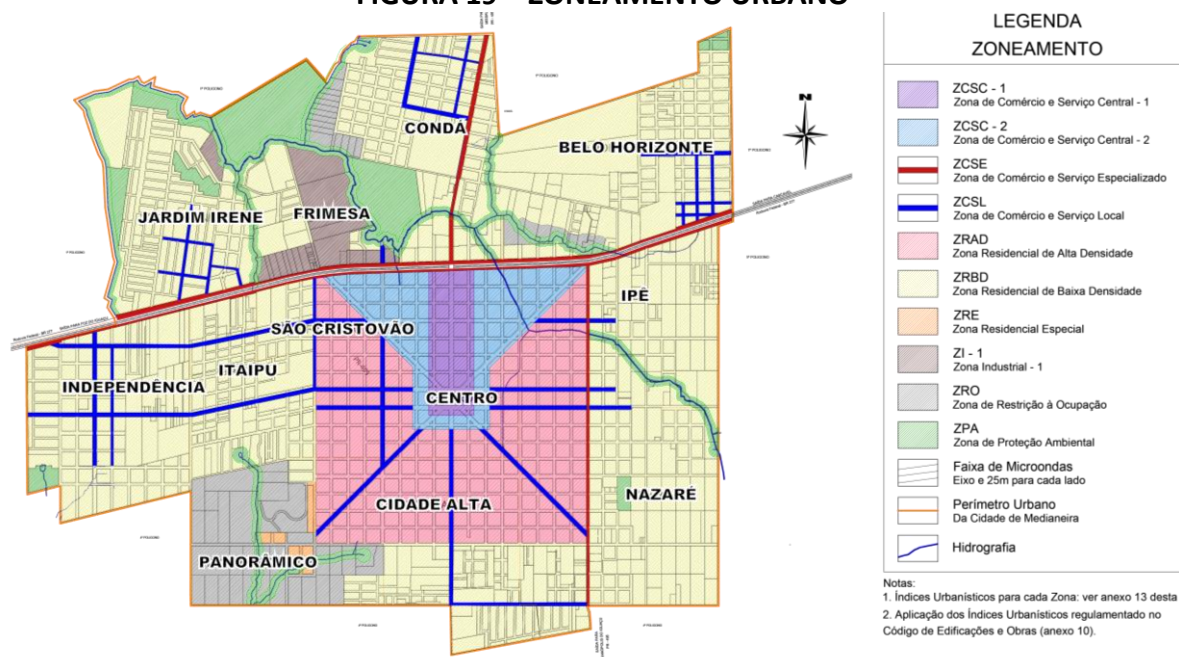 FIGURA 15 – ZONEAMENTO URBANO
CONDÁ
BELO HORIZONTE
JARDIM IRENE
FRIMESA
IPÊ
SÃO CRISTOVÃO
ITAIPU
INDEPENDÊNCIA
CENTRO
NAZARÉ
CIDADE ALTA
PANORÂMICO
N
LEGENDA
ZONEAMENTO
ZCSC - 1
Zona de Comércio e Serviço Central - 1
ZCSC - 2
Zona de Comércio e Serviço Central - 2
ZCSE
Zona de Comércio e Serviço Especializado
ZCSL
Zona de Comércio e Serviço Local
ZRAD
Zona Residencial de Alta Densidade
ZRBD
Zona Residencial de Baixa Densidade
ZRE
Zona Residencial Especial
ZI - 1
Zona Industrial - 1
ZRO
Zona de Restrição à Ocupação
ZPA
Zona de Proteção Ambiental
Faixa de Microondas
Eixo e 25m para cada lado
Perímetro Urbano
Da Cidade de Medianeira
Hidrografia
Notas:
1. Índices Urbanísticos para cada Zona: ver anexo 13 desta
2. Aplicação dos Índices Urbanísticos regulamentado no
Código de Edificações e Obras (anexo 10).